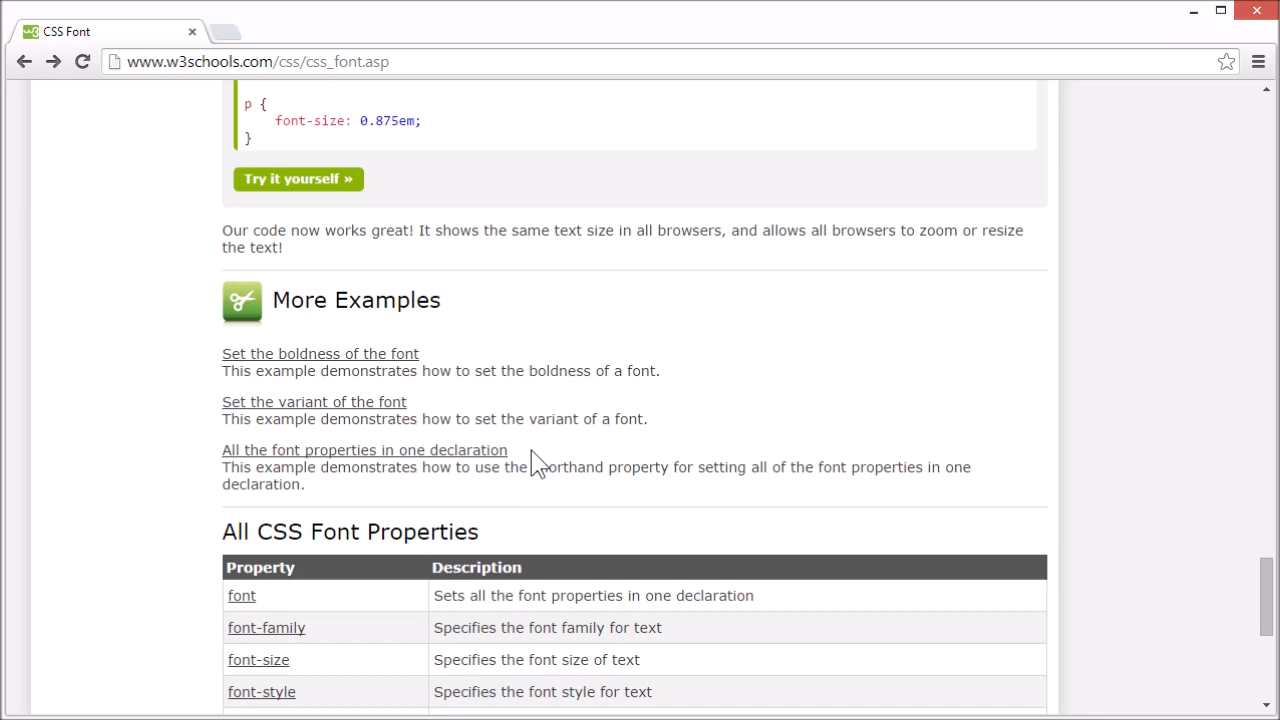 CSS Font
www.w3schools.com/css/css_font.asp
p {
font-size: 0.875em;
}
Try it yourself »
Our code now works great! It shows the same text size in all browsers, and allows all browsers to zoom or resize
the text!
More Examples
Set the boldness of the font
This example demonstrates how to set the boldness of a font.
Set the variant of the font
This example demonstrates how to set the variant of a font.
All the font properties in one declaration
This example demonstrates how to use the shorthand property for setting all of the font properties in one
declaration.
All CSS Font Properties
Property Description
font Sets all the font properties in one declaration
font-family Specifies the font family for text
font-size Specifies the font size of text
font-style Specifies the font style for text